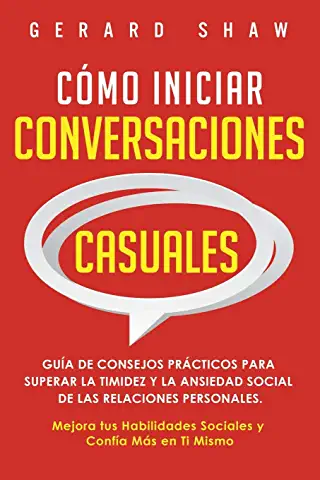 GERARD SHAW
CÓMO INICIAR
CONVERSACIONES
CASUALES
GUÍA DE CONSEJOS PRÁCTICOS PARA
SUPERAR LA TIMIDEZ Y LA ANSIEDAD SOCIAL
DE LAS RELACIONES PERSONALES.
Mejora tus Habilidades Sociales y
Confía Más en Ti Mismo